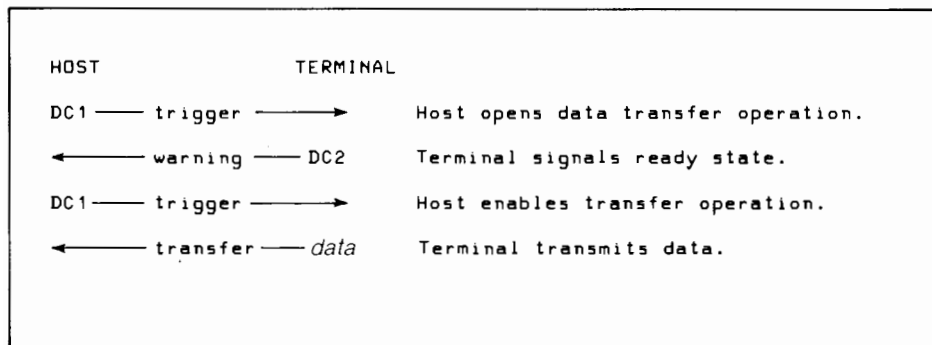 HOST TERMINAL
DC1 trigger Host opens data transfer operation.
warning DC2 Terminal signals ready state.
DC1 trigger Host enables transfer operation.
transfer data Terminal transmits data.